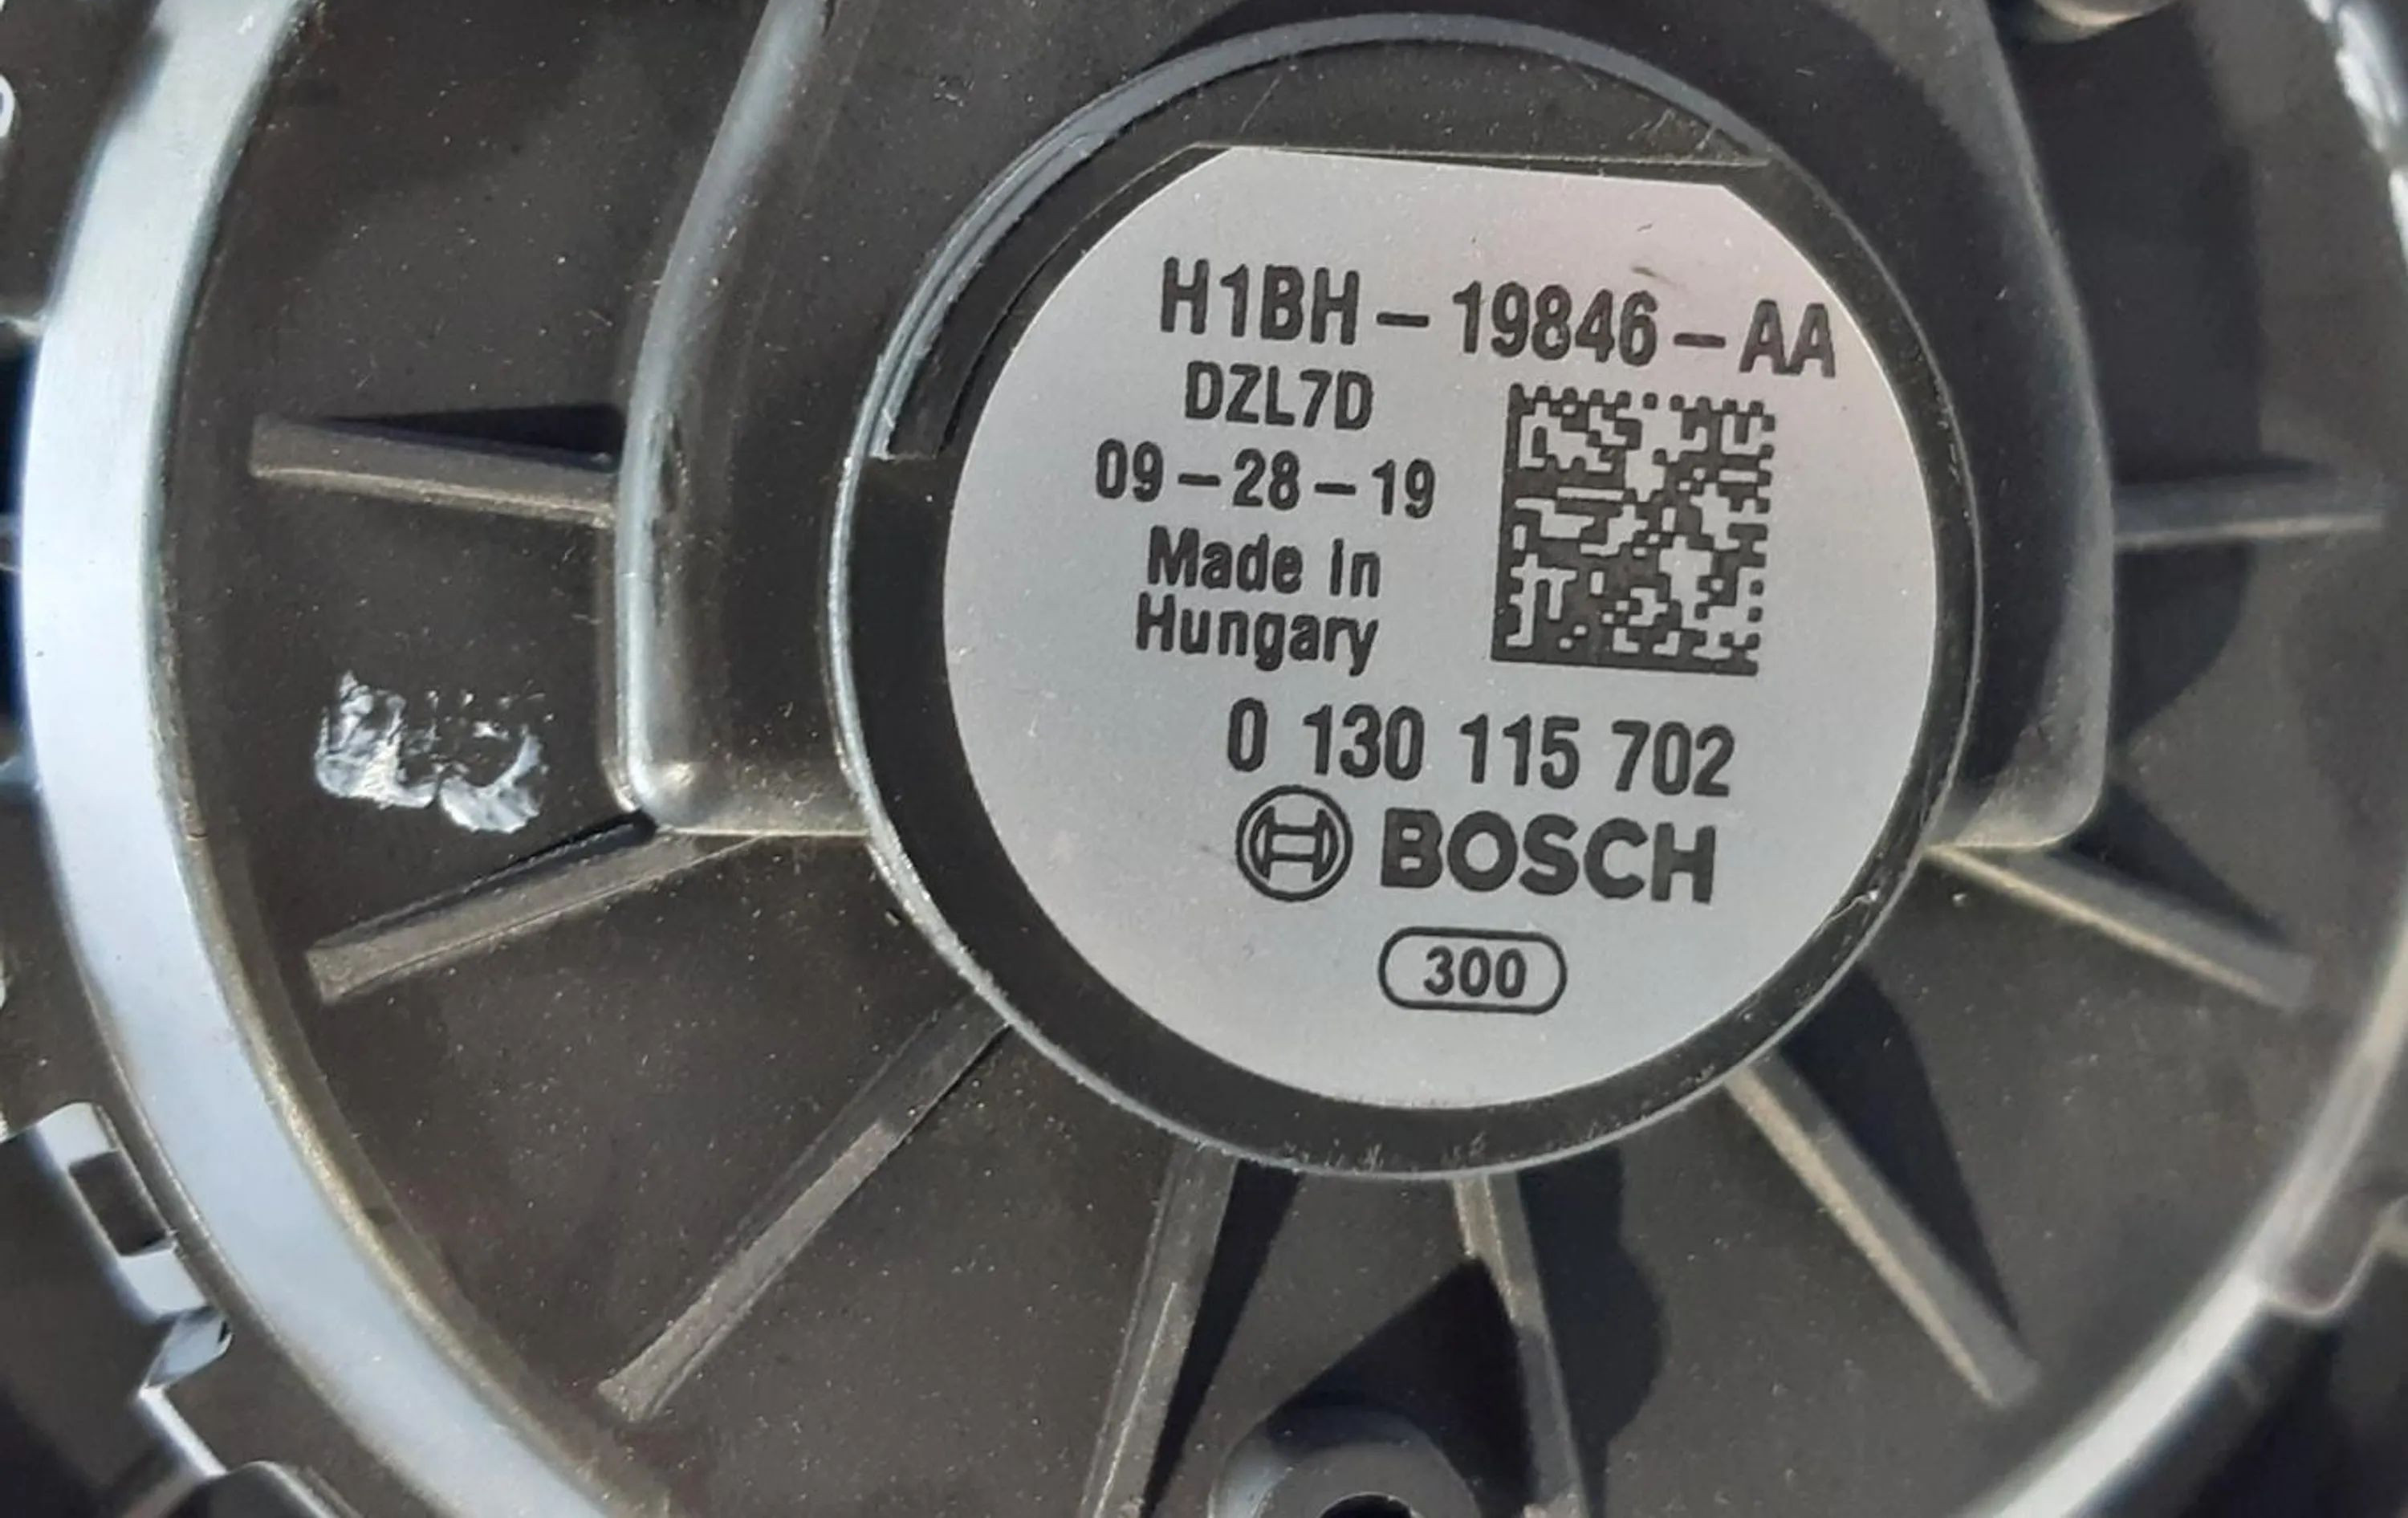 H1BH-19846-AA
DZL7D
09-28-19
Made in
Hungary
0 130 115 702
BOSCH
300